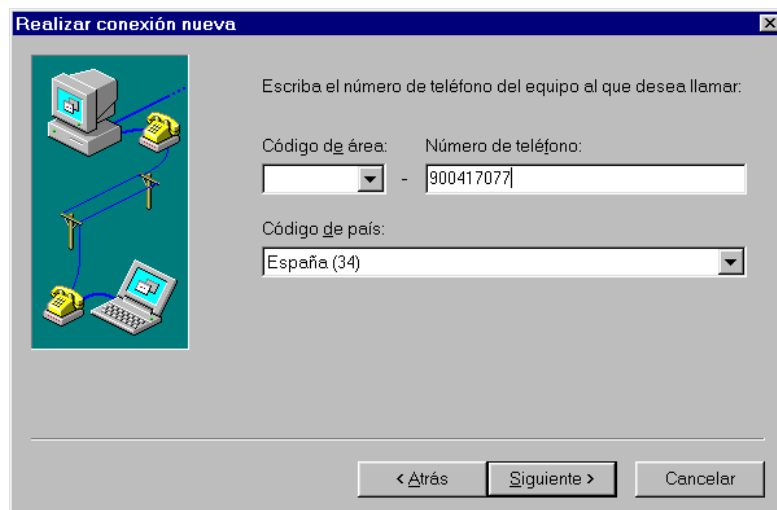 Realizar conexión nueva
Escriba el número de teléfono del equipo al que desea llamar:
Código de área: Número de teléfono:
- 900417077
Código de país:
España (34)
< Atrás Siguiente > Cancelar